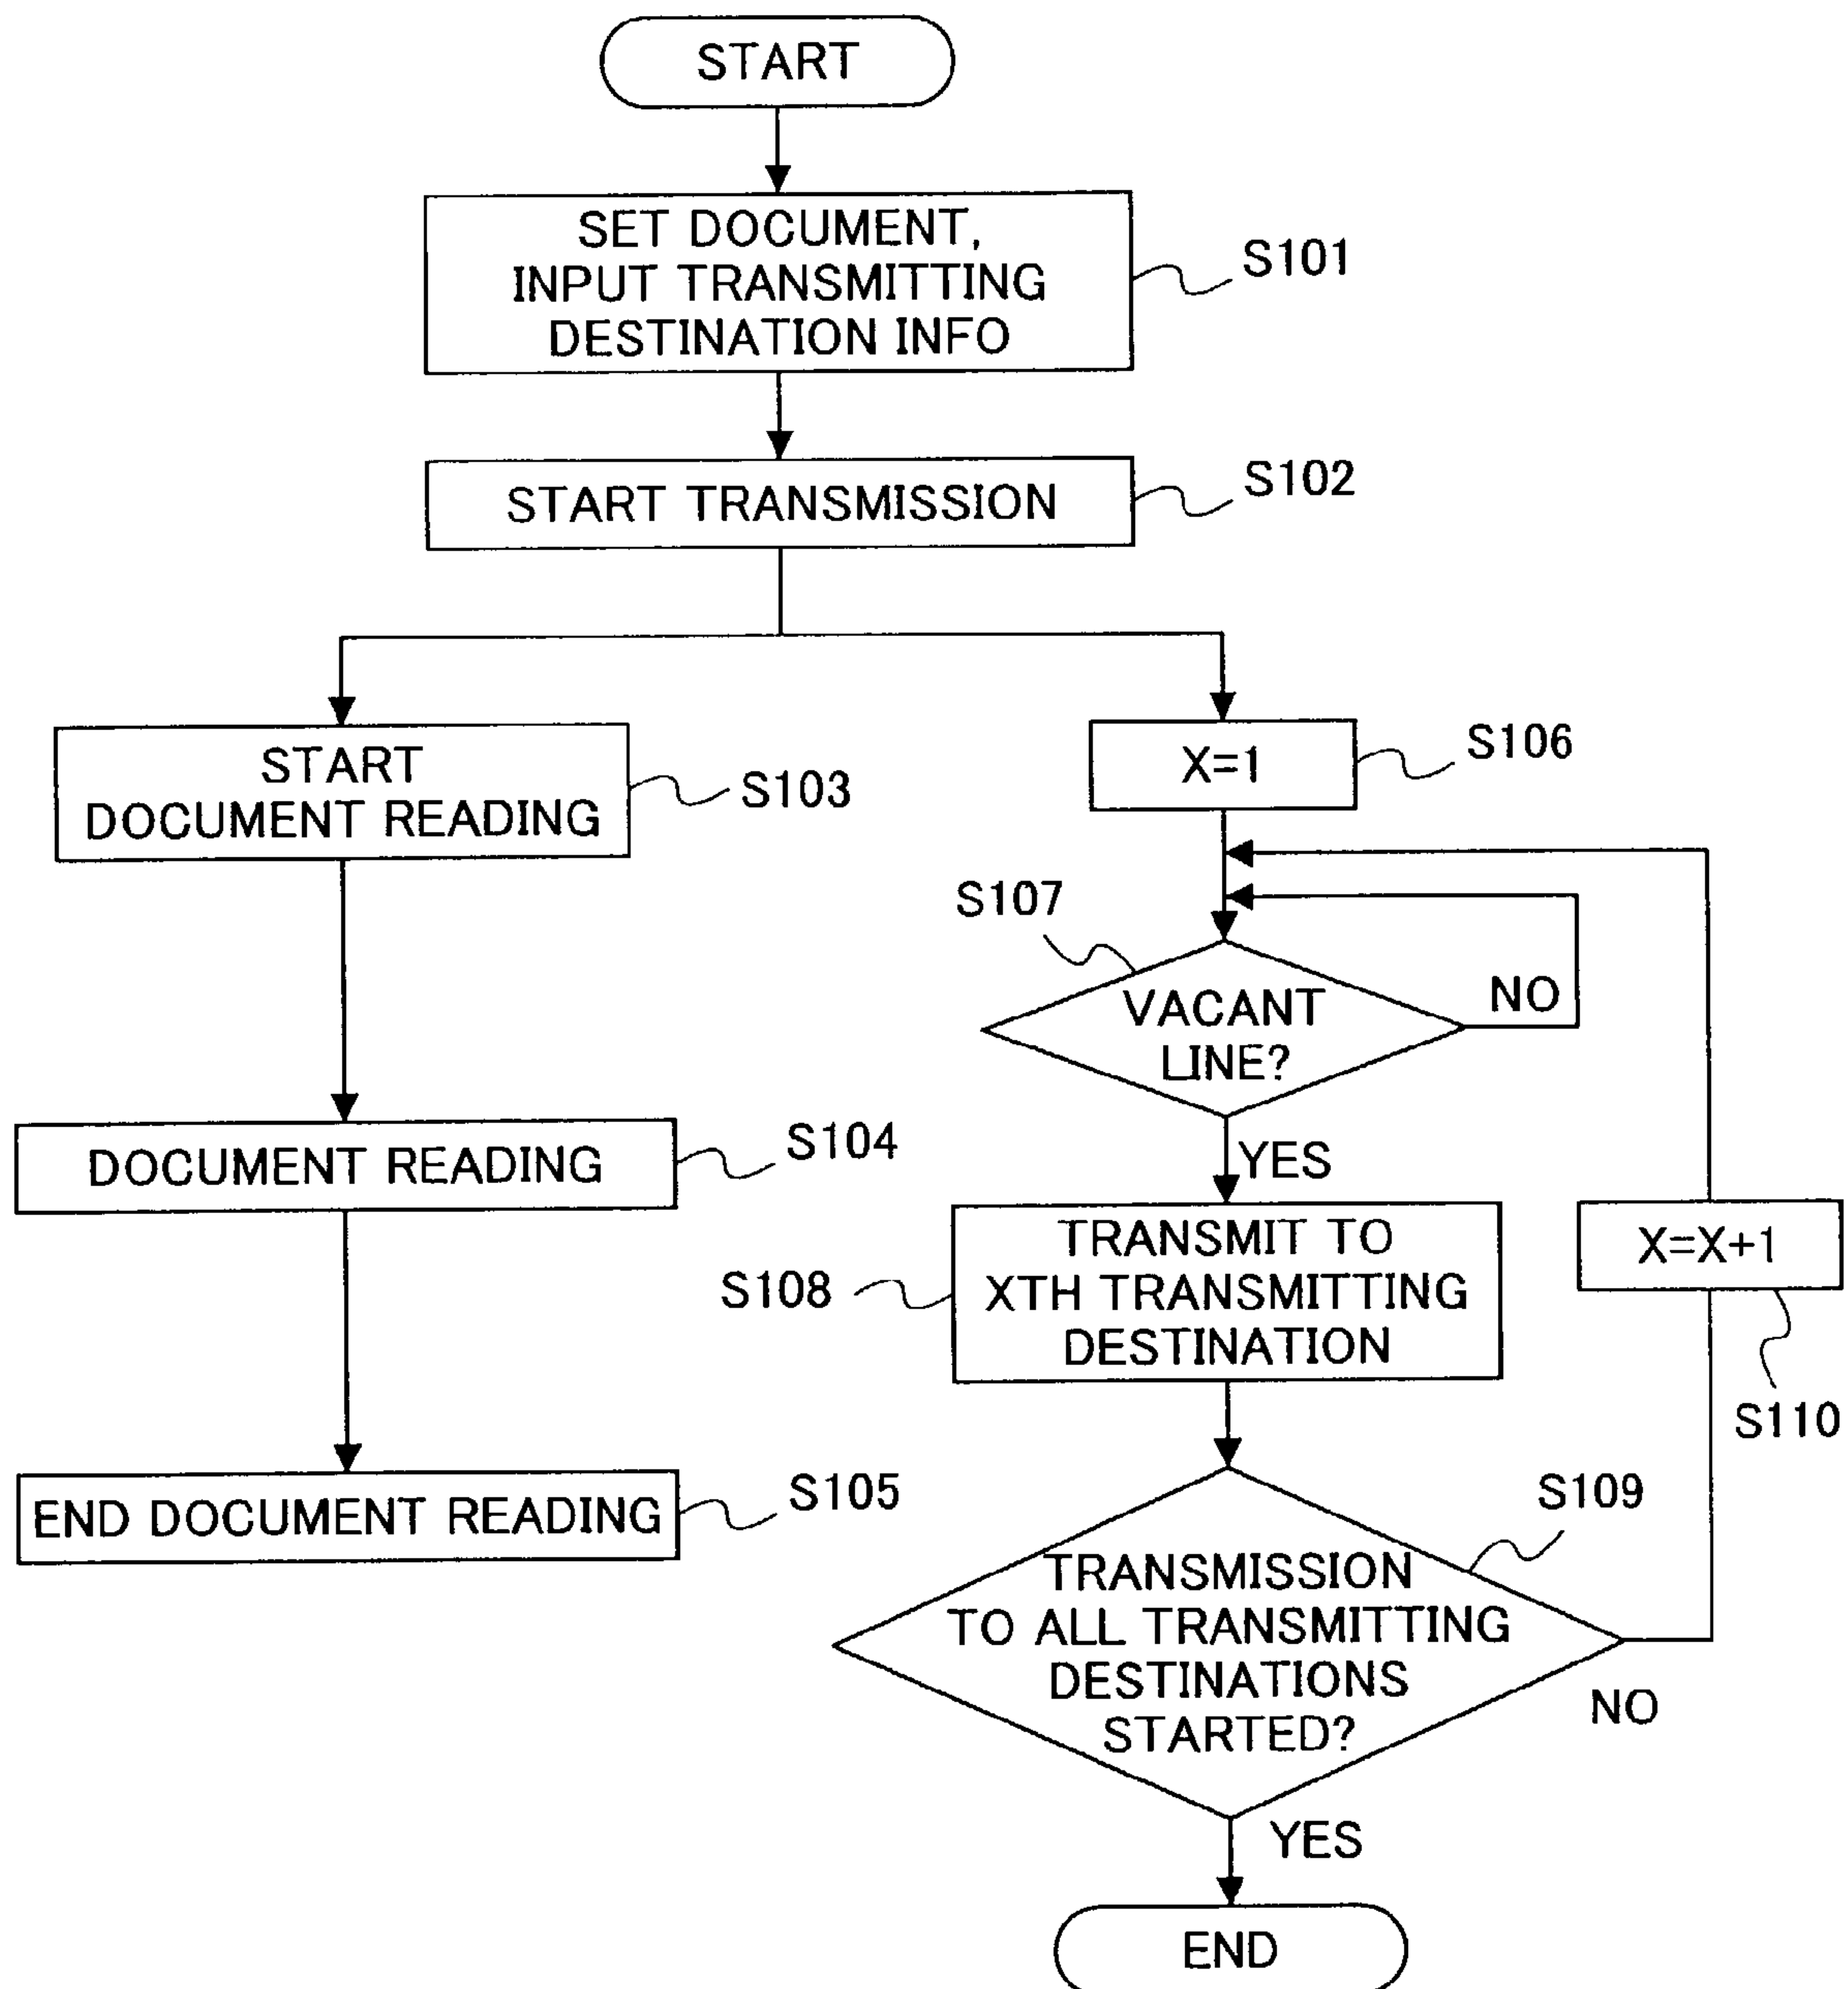 START
SET DOCUMENT,
INPUT TRANSMITTING
DESTINATION INFO
S101
START TRANSMISSION
S102
START
DOCUMENT READING
S103
DOCUMENT READING
S104
END DOCUMENT READING
S105
X=1
S106
S107
VACANT
LINE?
NO
YES
S108
TRANSMIT TO
XTH TRANSMITTING
DESTINATION
X=X+1
S110
S109
TRANSMISSION
TO ALL TRANSMITTING
DESTINATIONS
STARTED?
NO
YES
END